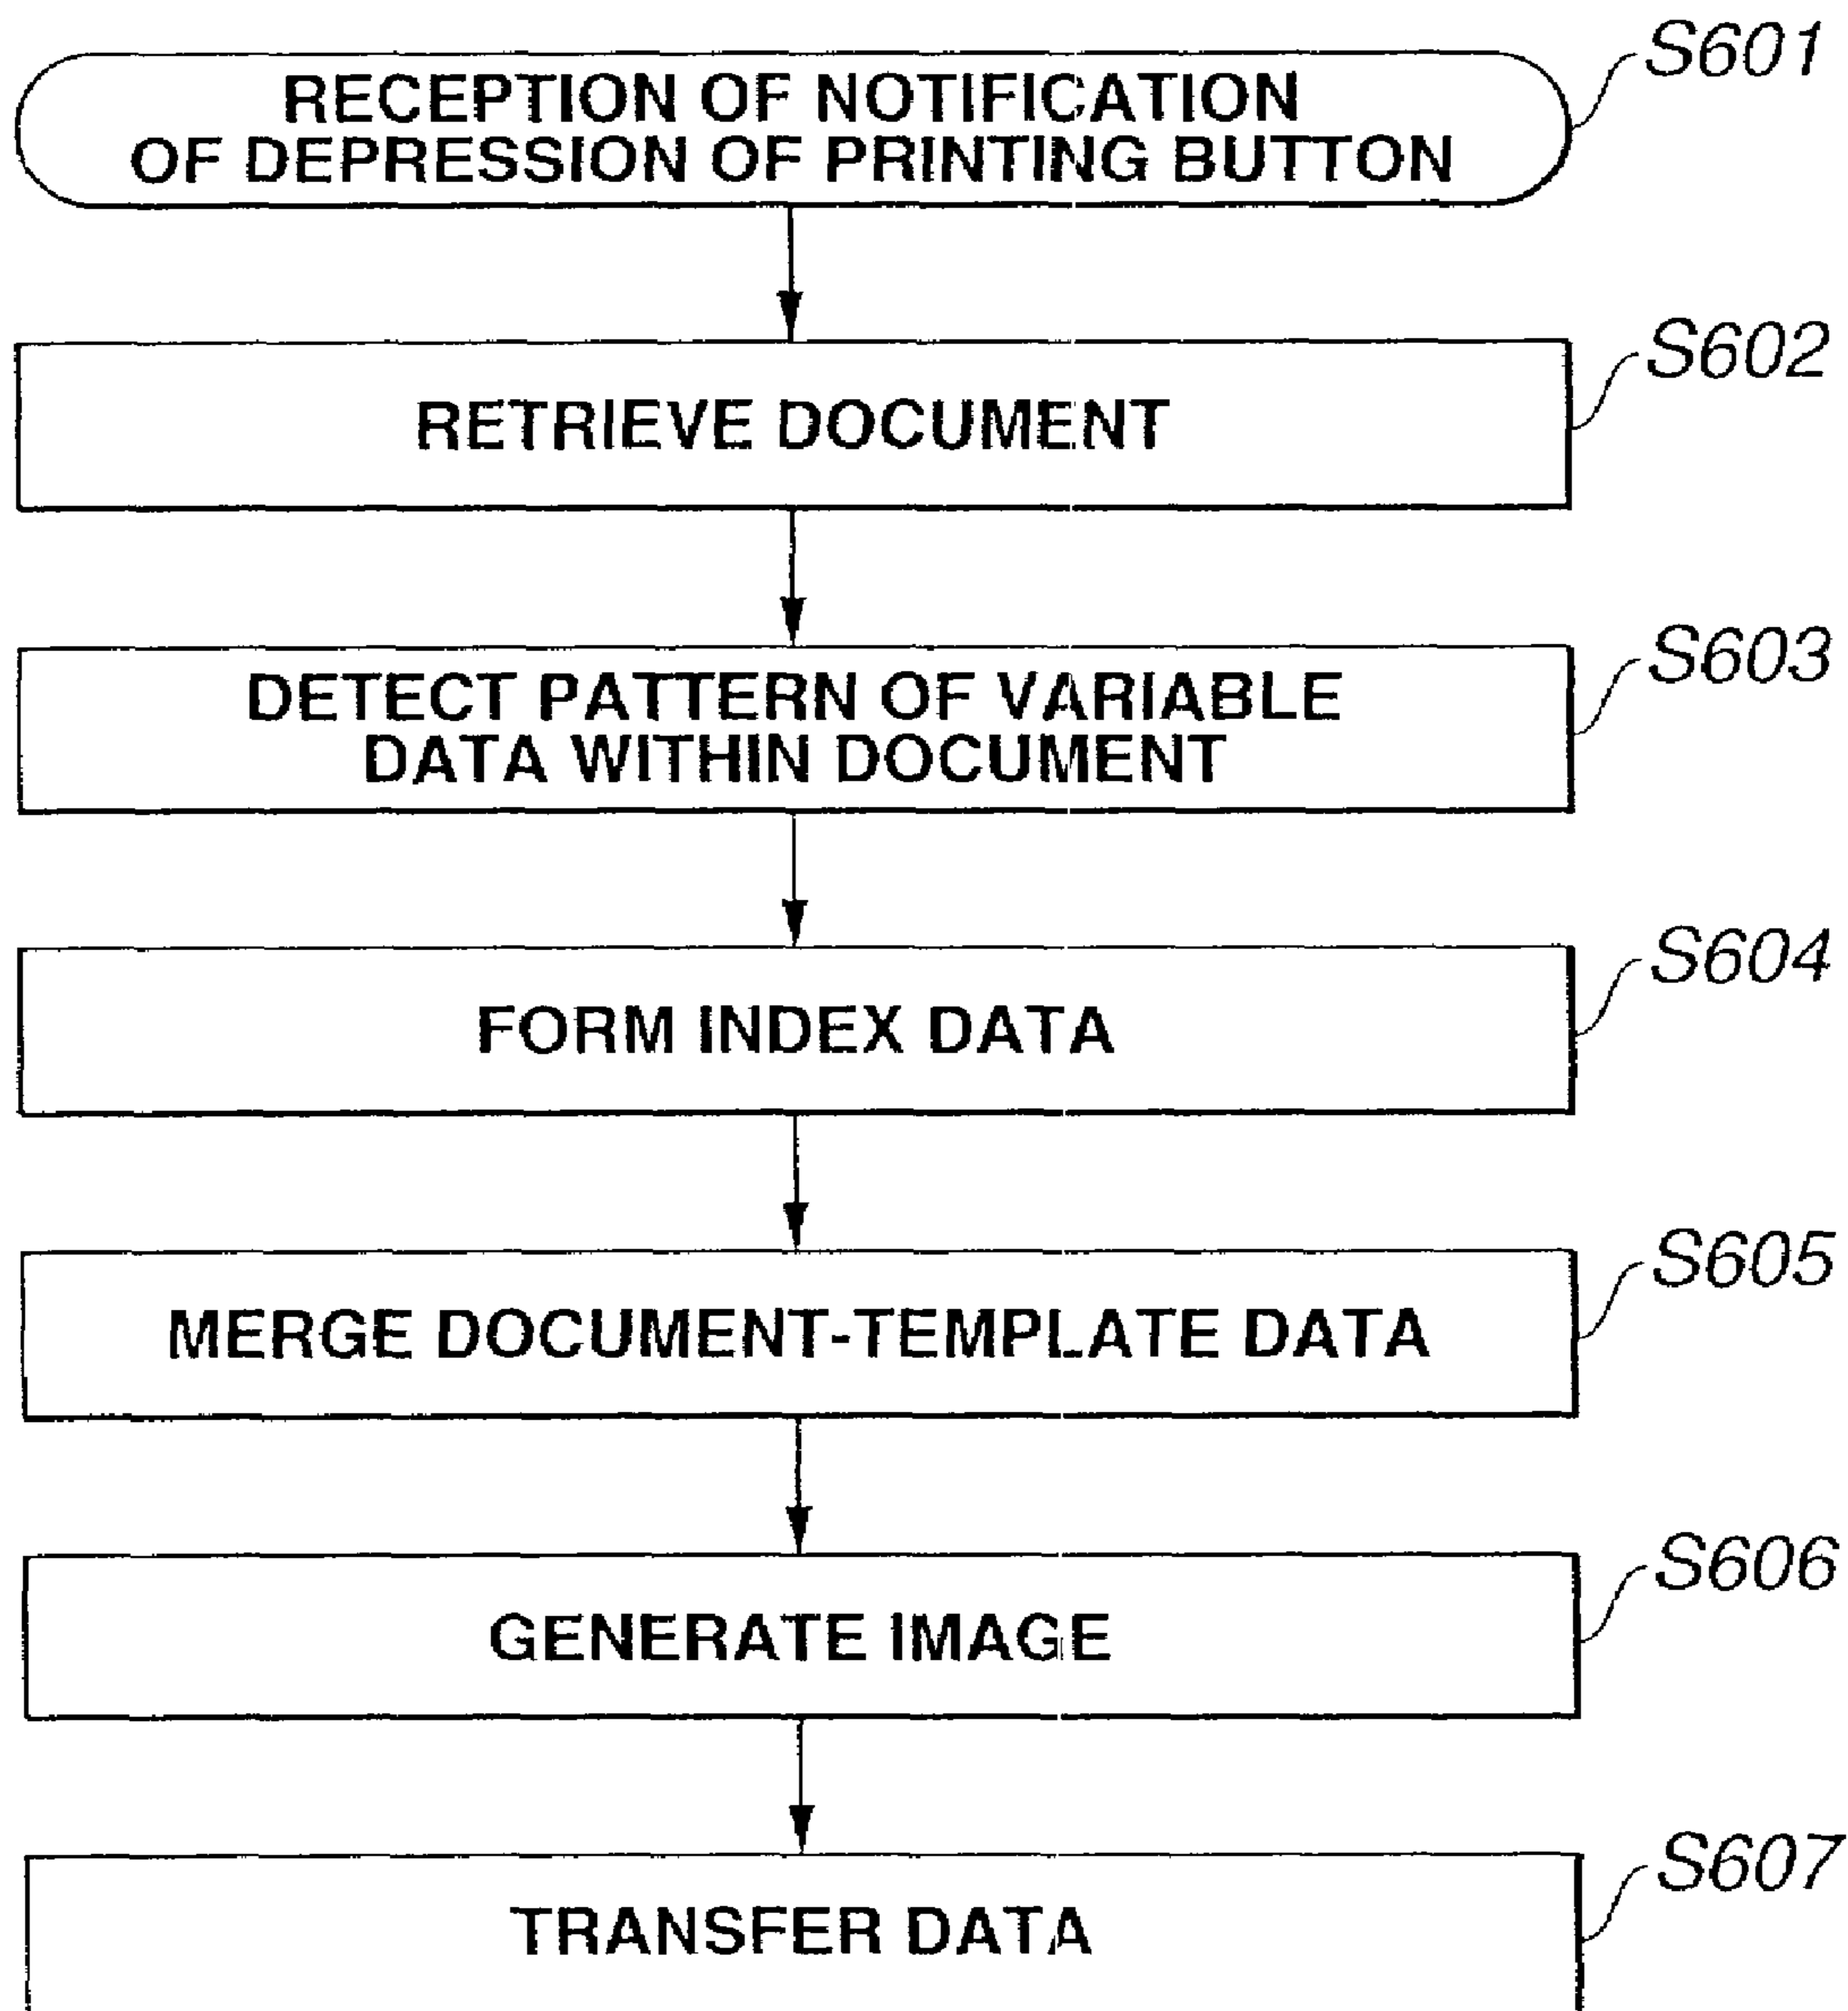 S601
RECEPTION OF NOTIFICATION
OF DEPRESSION OF PRINTING BUTTON
S602
RETRIEVE DOCUMENT
S603
DETECT PATTERN OF VARIABLE
DATA WITHIN DOCUMENT
S604
FORM INDEX DATA
S605
MERGE DOCUMENT-TEMPLATE DATA
S606
GENERATE IMAGE
S607
TRANSFER DATA